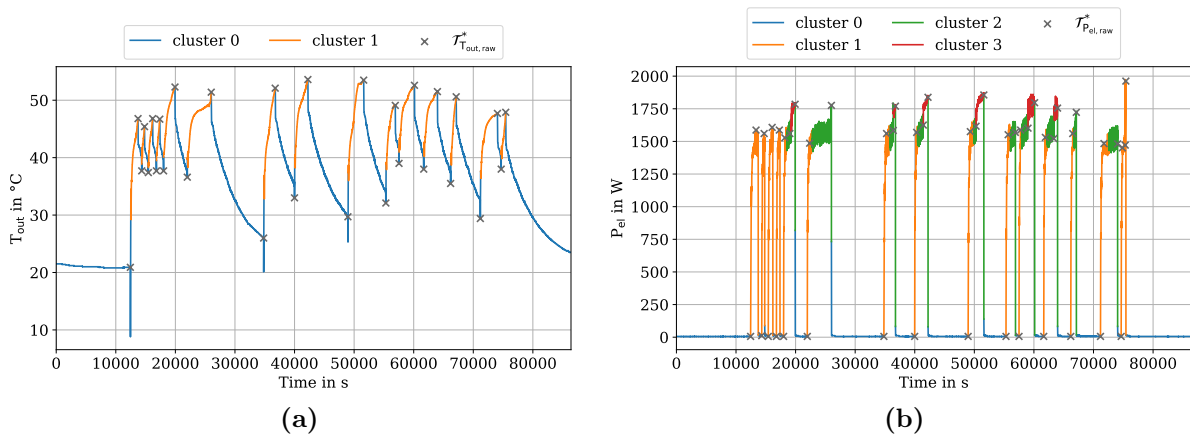 cluster 0 cluster 1 𝒯*T_out,raw
50
40
30
20
10
T_out in °C
0 10000 20000 30000 40000 50000 60000 70000 80000
Time in s
(a)
cluster 0 cluster 2 𝒯*P_el,raw
cluster 1 cluster 3
2000
1750
1500
1250
1000
750
500
250
0
P_el in W
0 10000 20000 30000 40000 50000 60000 70000 80000
Time in s
(b)